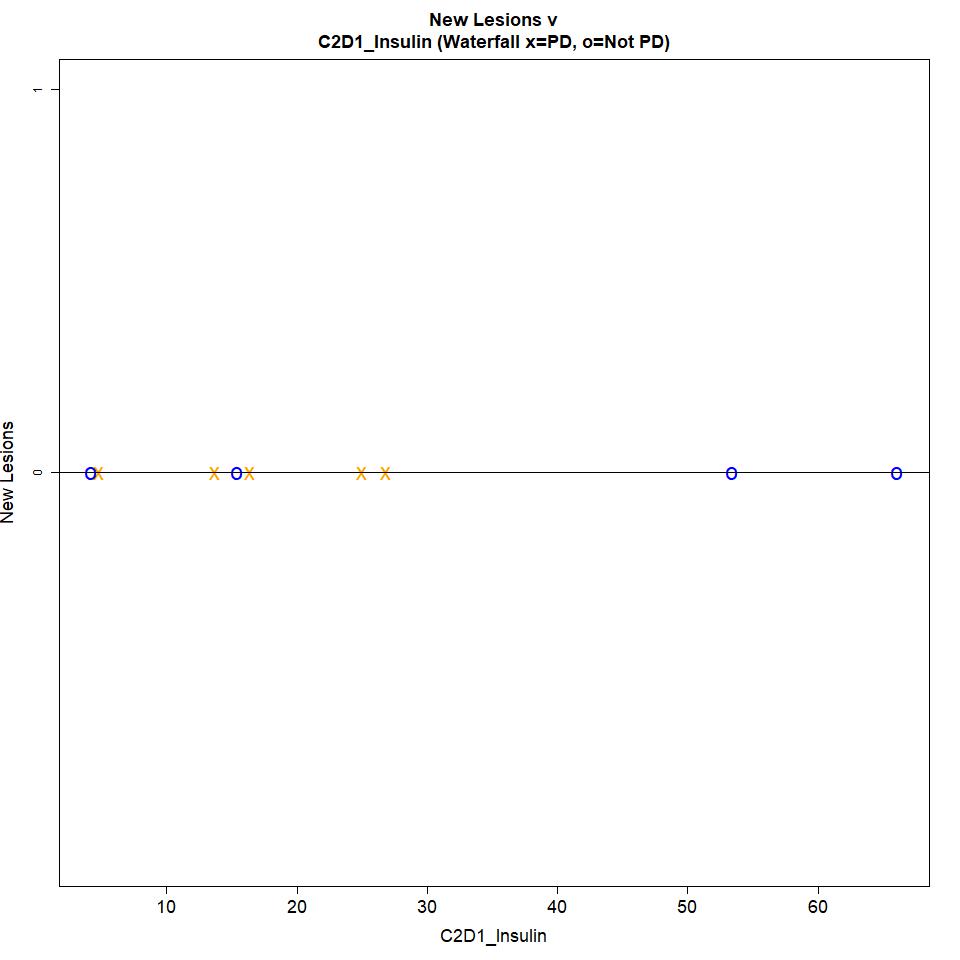 New Lesions v
C2D1_Insulin (Waterfall x=PD, o=Not PD)
1
0
New Lesions
O X X O X X X O O
10 20 30 40 50 60
C2D1_Insulin